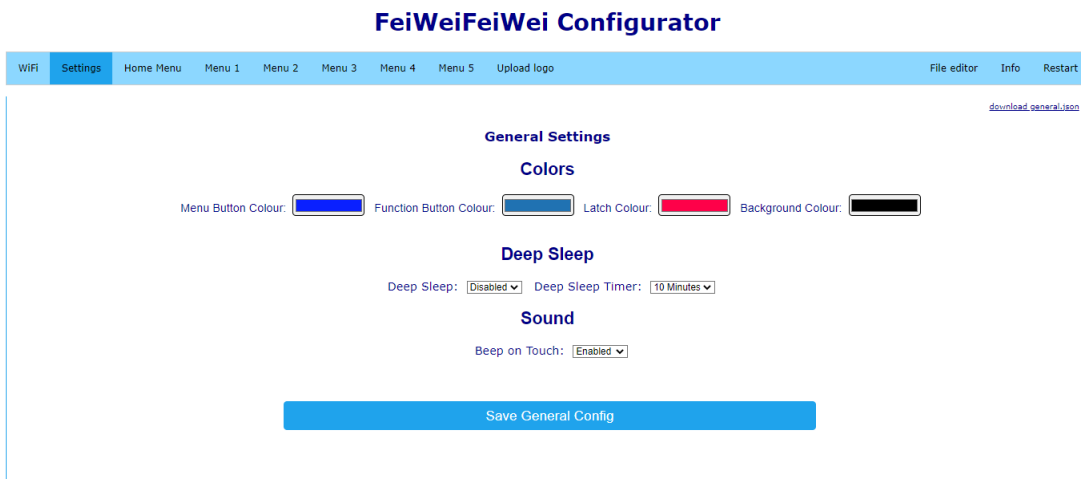 FeiWeiFeiWei Configurator
WiFi Settings Home Menu Menu 1 Menu 2 Menu 3 Menu 4 Menu 5 Upload logo File editor Info Restart
download general.json
General Settings
Colors
Menu Button Colour: Function Button Colour: Latch Colour: Background Colour:
Deep Sleep
Deep Sleep: Disabled Deep Sleep Timer: 10 Minutes
Sound
Beep on Touch: Enabled
Save General Config